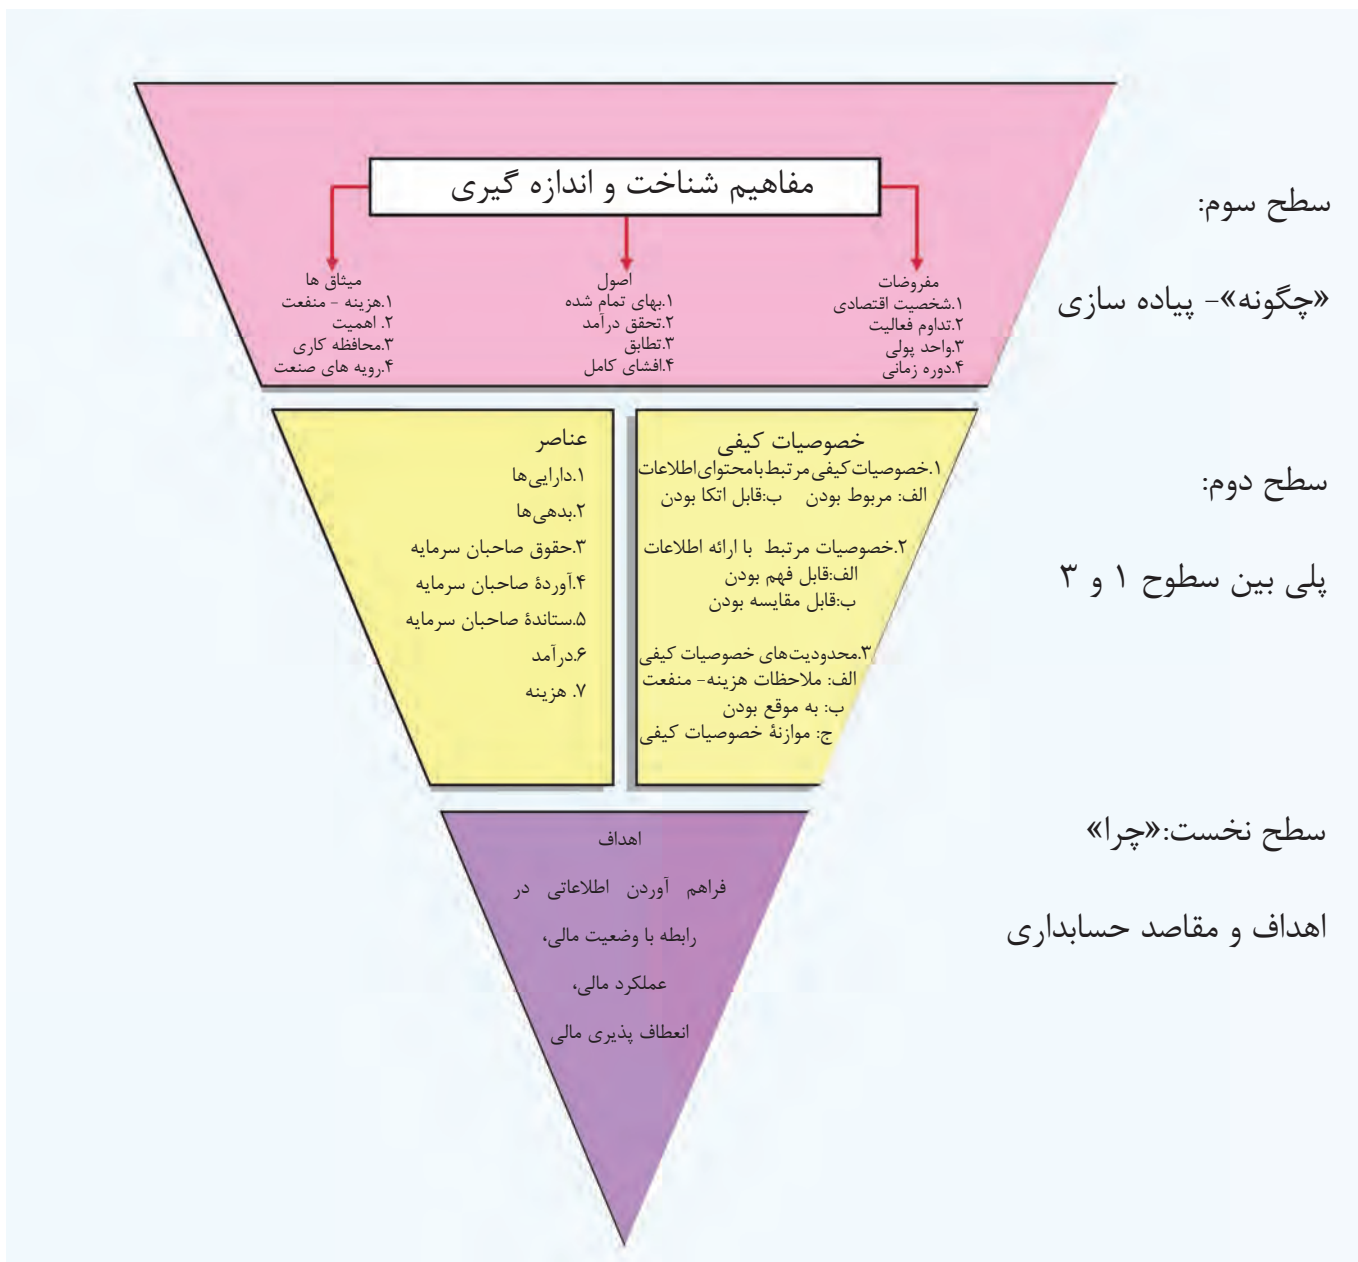 مفاهیم شناخت و اندازه گیری
مفروضات
۱.شخصیت اقتصادی
۲.تداوم فعالیت
۳.واحد پولی
۴.دوره زمانی
اصول
۱.بهای تمام شده
۲.تحقق درآمد
۳.تطابق
۴.افشای کامل
میثاق ها
۱.هزینه - منفعت
۲. اهمیت
۳.محافظه کاری
۴.رویه های صنعت
سطح سوم:
«چگونه»- پیاده سازی
خصوصیات کیفی
۱.خصوصیات کیفی مرتبط با محتوای اطلاعات
الف: مربوط بودن ب:قابل اتکا بودن
۲.خصوصیات مرتبط با ارائه اطلاعات
الف:قابل فهم بودن
ب:قابل مقایسه بودن
۳.محدودیت‌های خصوصیات کیفی
الف: ملاحظات هزینه- منفعت
ب: به موقع بودن
ج: موازنۀ خصوصیات کیفی
عناصر
۱.دارایی‌ها
۲.بدهی‌ها
۳.حقوق صاحبان سرمایه
۴.آوردۀ صاحبان سرمایه
۵.ستاندۀ صاحبان سرمایه
۶.درآمد
۷. هزینه
سطح دوم:
پلی بین سطوح ۱ و ۳
اهداف
فراهم آوردن اطلاعاتی در
رابطه با وضعیت مالی،
عملکرد مالی،
انعطاف پذیری مالی
سطح نخست:«چرا»
اهداف و مقاصد حسابداری